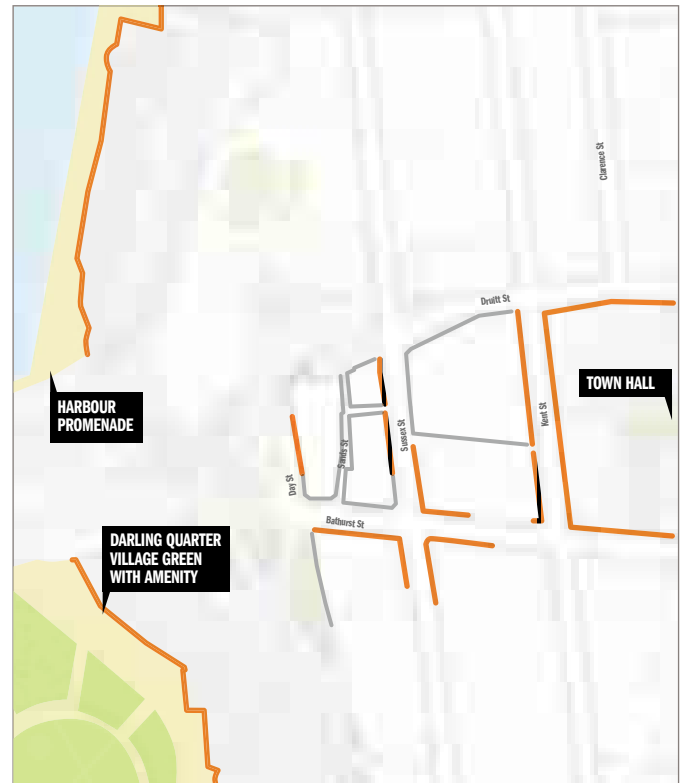 Clarence St
Druitt St
HARBOUR
PROMENADE
TOWN HALL
Kent St
Sussex St
Sands St
Day St
Bathurst St
DARLING QUARTER
VILLAGE GREEN
WITH AMENITY